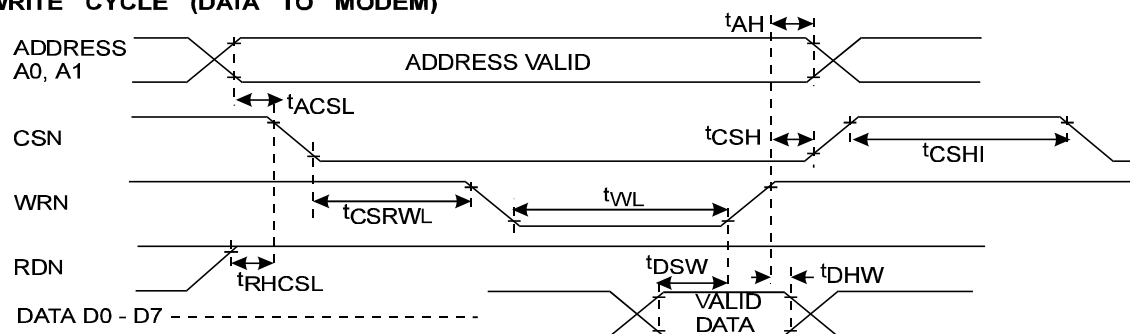 WRITE CYCLE (DATA TO MODEM)
tAH
ADDRESS
A0, A1
ADDRESS VALID
tACSL
CSN
tCSH
tCSHI
WRN
tCSRWL
tWL
RDN
tRHCSL
tDSW
tDHW
DATA D0 - D7
VALID
DATA